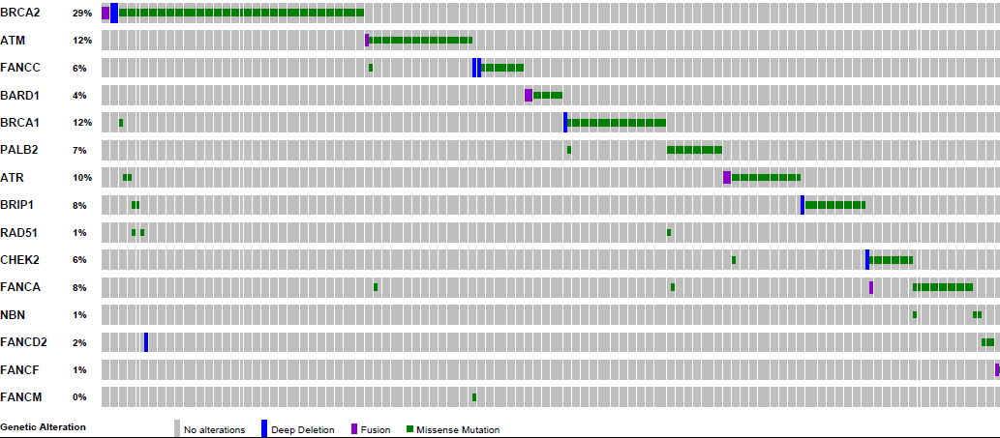 BRCA2 29%
ATM 12%
FANCC 6%
BARD1 4%
BRCA1 12%
PALB2 7%
ATR 10%
BRIP1 8%
RAD51 1%
CHEK2 6%
FANCA 8%
NBN 1%
FANCD2 2%
FANCF 1%
FANCM 0%
Genetic Alteration No alterations Deep Deletion Fusion Missense Mutation